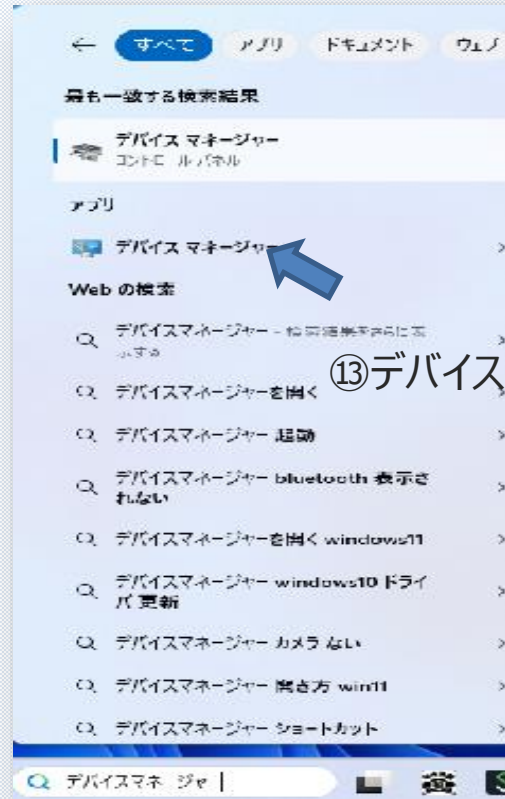 ← すべて アプリ ドキュメント ウェブ
最も一致する検索結果
デバイス マネージャー
コントロール パネル
アプリ
デバイス マネージャー
Web の検索
デバイスマネージャー - 検索結果をさらに表
示する
⑬デバイス
デバイスマネージャーを開く
デバイスマネージャー 起動
デバイスマネージャー bluetooth 表示さ
れない
デバイスマネージャーを開く windows11
デバイスマネージャー windows10 ドライ
バ 更新
デバイスマネージャー カメラ ない
デバイスマネージャー 開き方 win11
デバイスマネージャー ショートカット
デバイスマネ ジャ